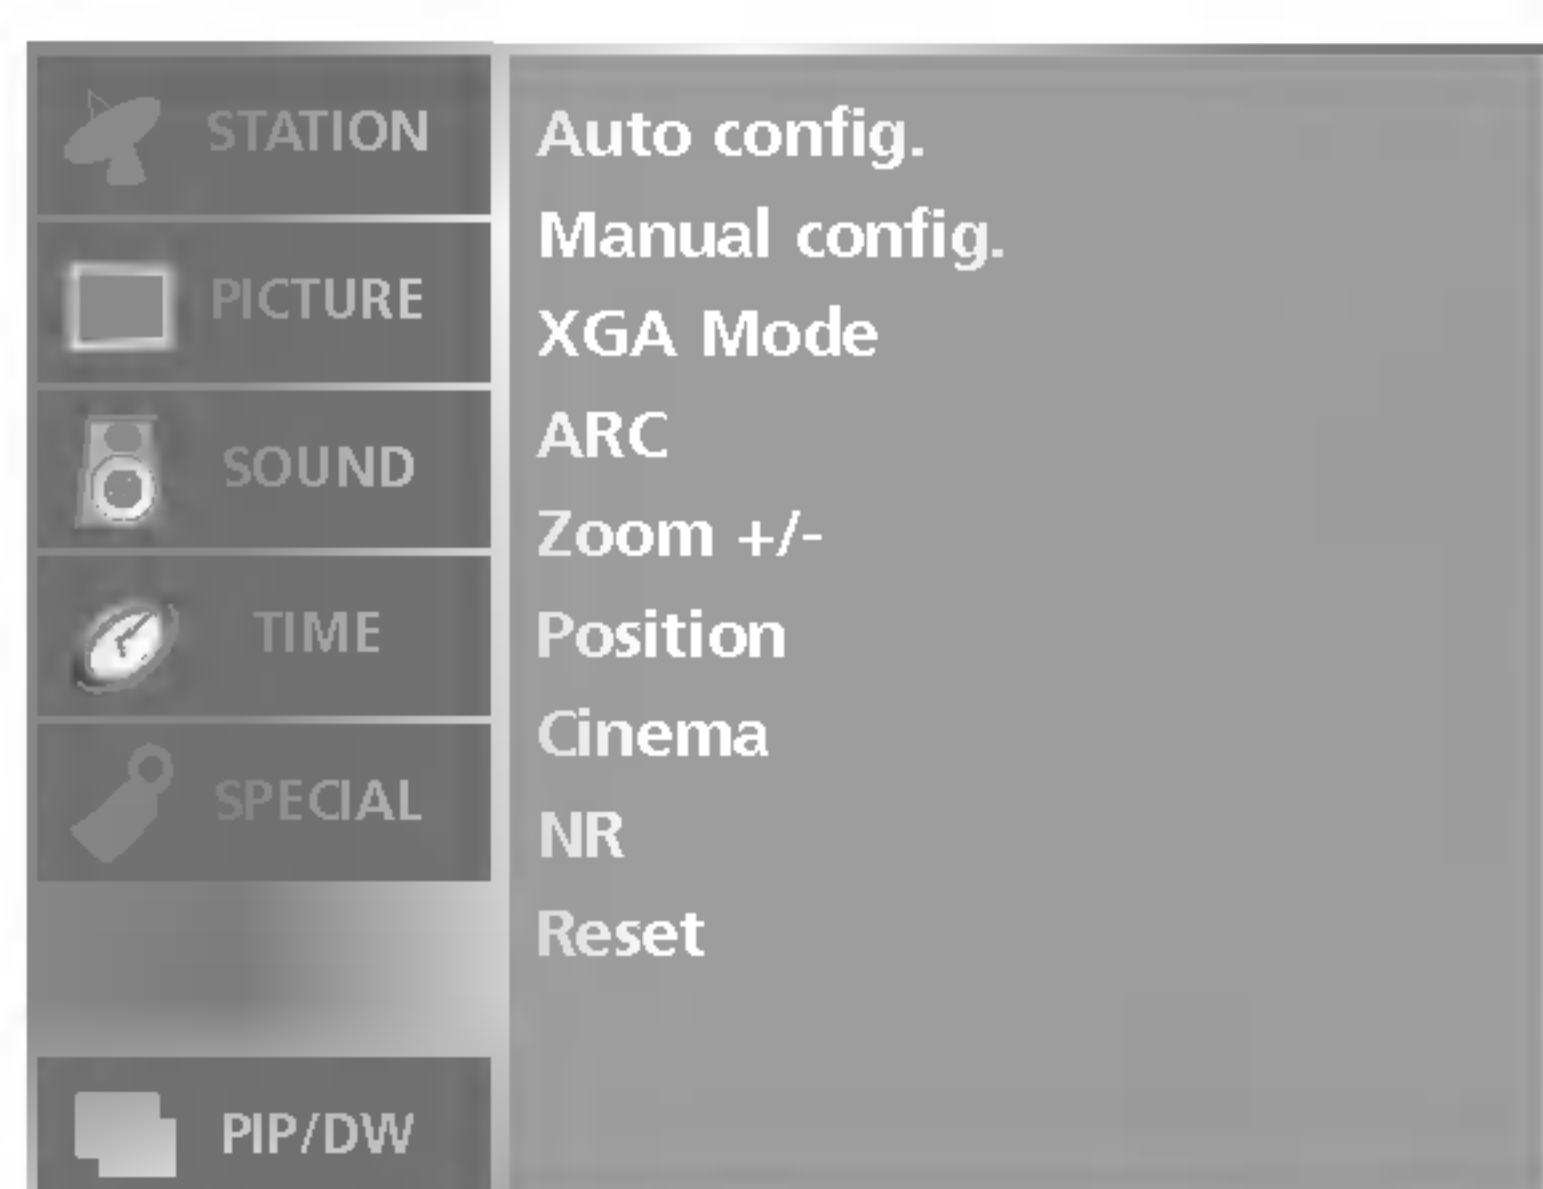 STATION
PICTURE
SOUND
TIME
SPECIAL
PIP/DW
Auto config.
Manual config.
XGA Mode
ARC
Zoom +/-
Position
Cinema
NR
Reset